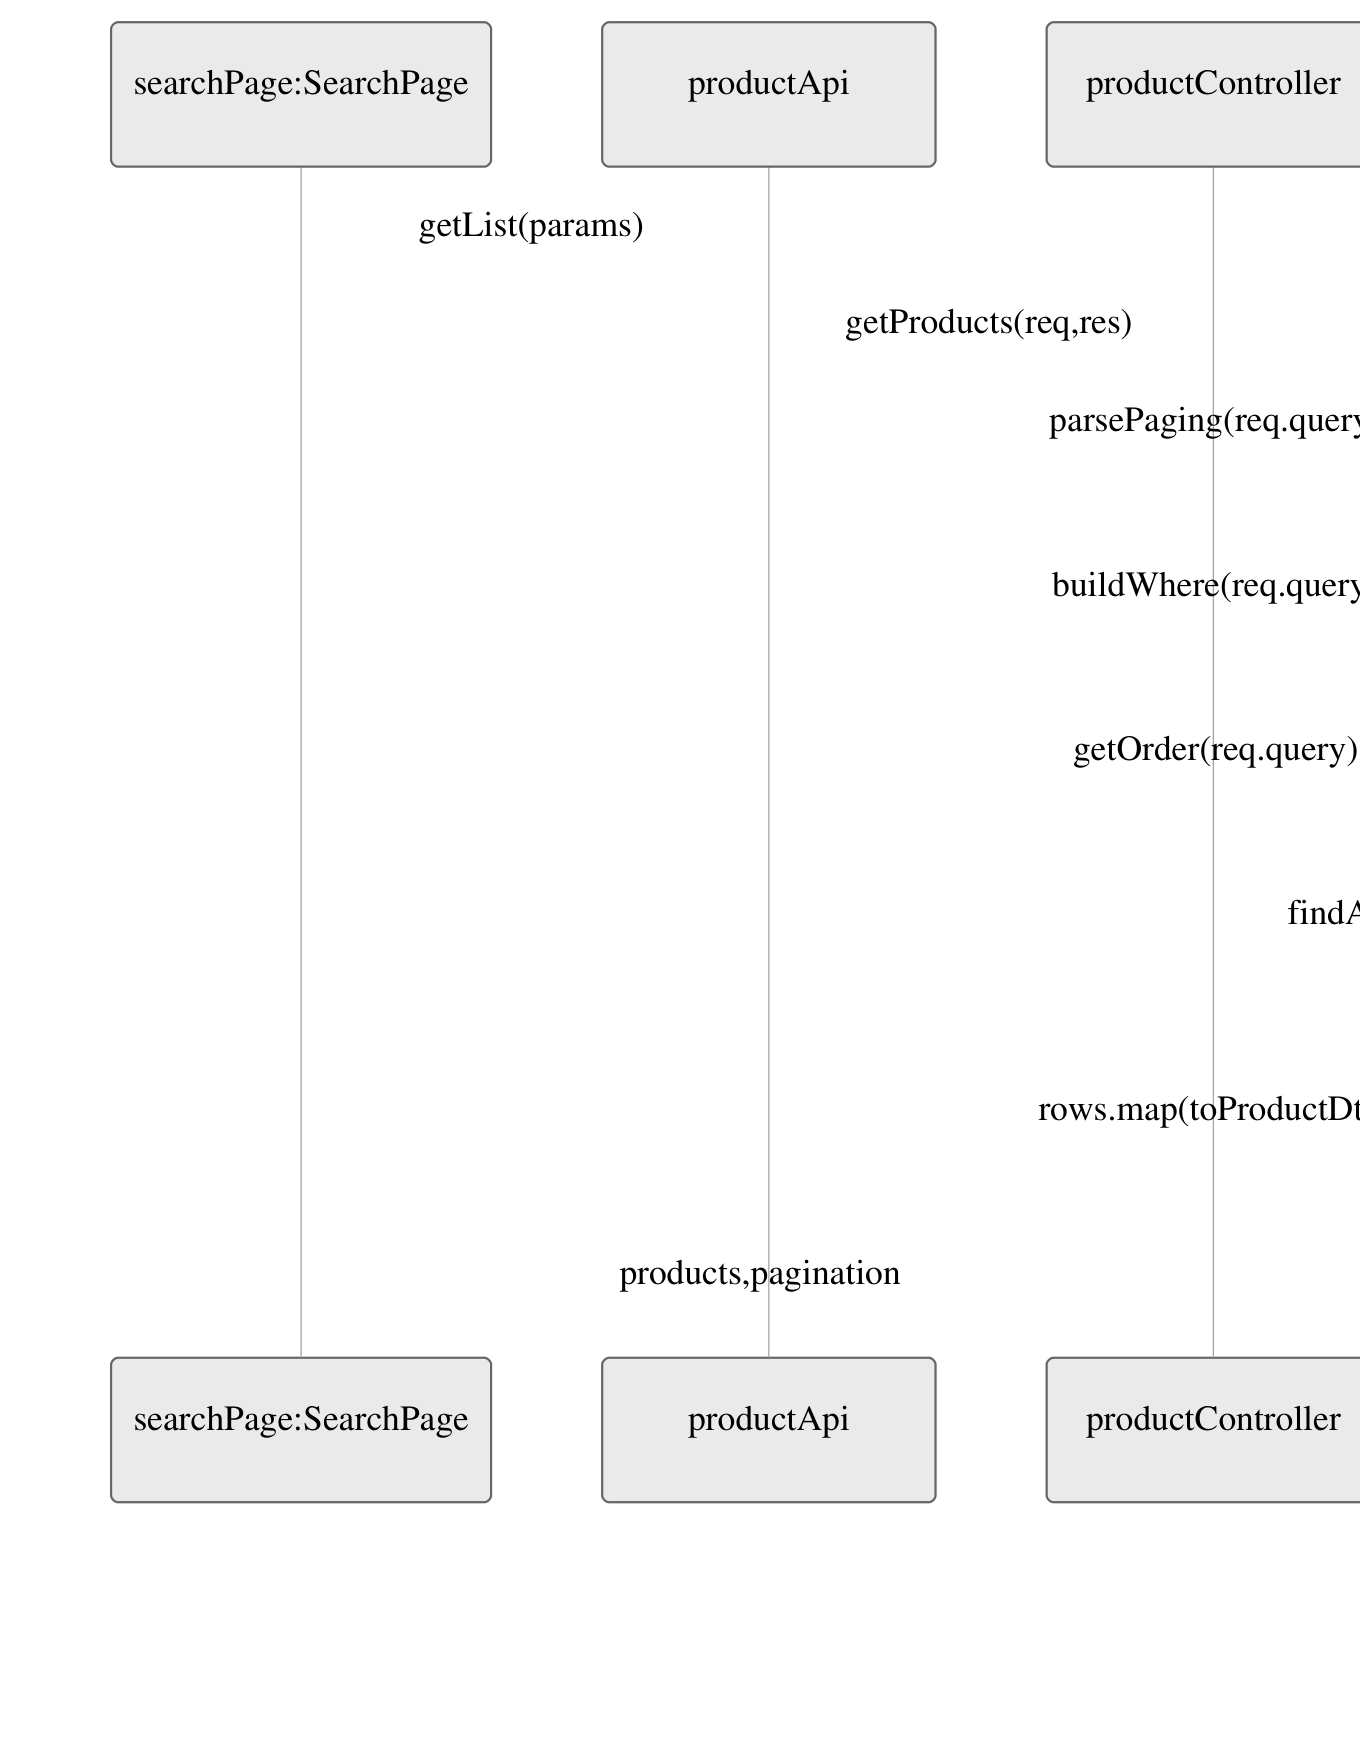 searchPage:SearchPage
productApi
productController
getList(params)
getProducts(req,res)
parsePaging(req.query
buildWhere(req.query
getOrder(req.query)
findA
rows.map(toProductDt
products,pagination
searchPage:SearchPage
productApi
productController